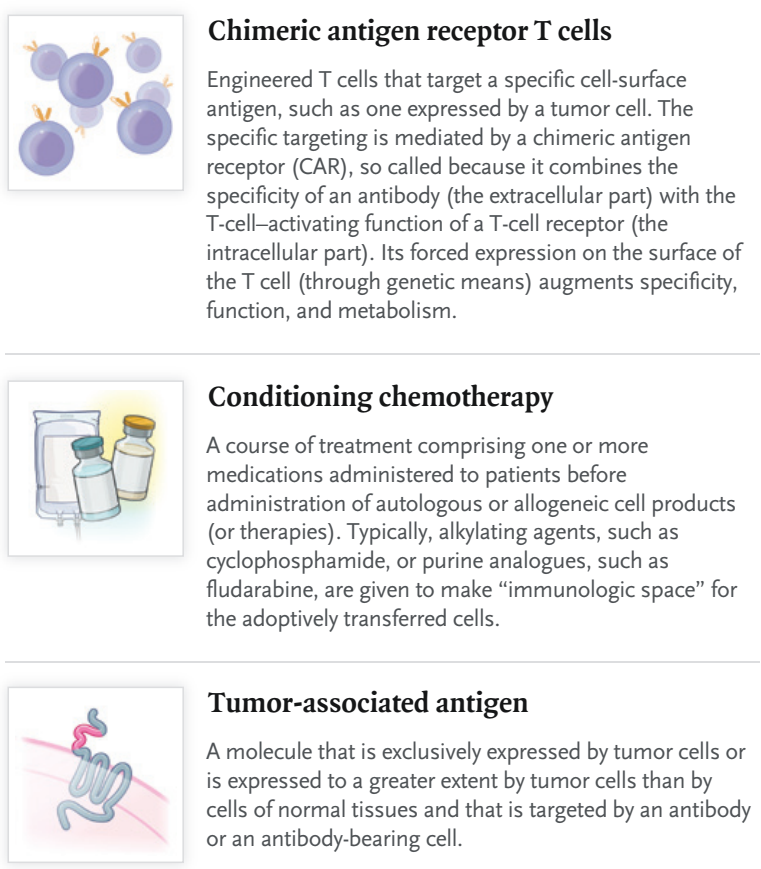 Chimeric antigen receptor T cells
Engineered T cells that target a specific cell-surface
antigen, such as one expressed by a tumor cell. The
specific targeting is mediated by a chimeric antigen
receptor (CAR), so called because it combines the
specificity of an antibody (the extracellular part) with the
T-cell–activating function of a T-cell receptor (the
intracellular part). Its forced expression on the surface of
the T cell (through genetic means) augments specificity,
function, and metabolism.
Conditioning chemotherapy
A course of treatment comprising one or more
medications administered to patients before
administration of autologous or allogeneic cell products
(or therapies). Typically, alkylating agents, such as
cyclophosphamide, or purine analogues, such as
fludarabine, are given to make “immunologic space” for
the adoptively transferred cells.
Tumor-associated antigen
A molecule that is exclusively expressed by tumor cells or
is expressed to a greater extent by tumor cells than by
cells of normal tissues and that is targeted by an antibody
or an antibody-bearing cell.